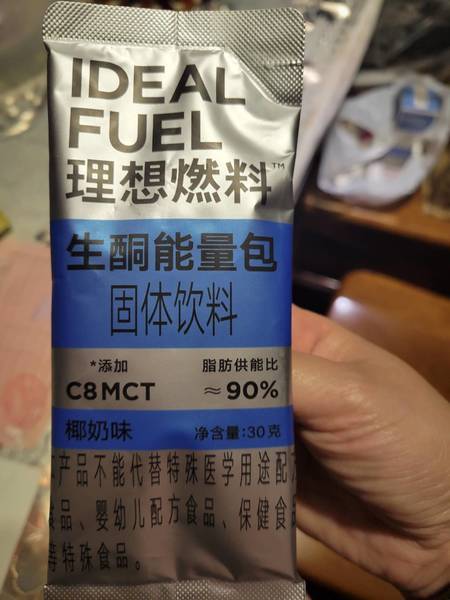 IDEAL
FUEL
理想燃料™
生酮能量包
固体饮料
*添加 脂肪供能比
C8MCT ≈90%
椰奶味 净含量:30克
产品不能代替特殊医学用途配方
食品、婴幼儿配方食品、保健食品
等特殊食品。